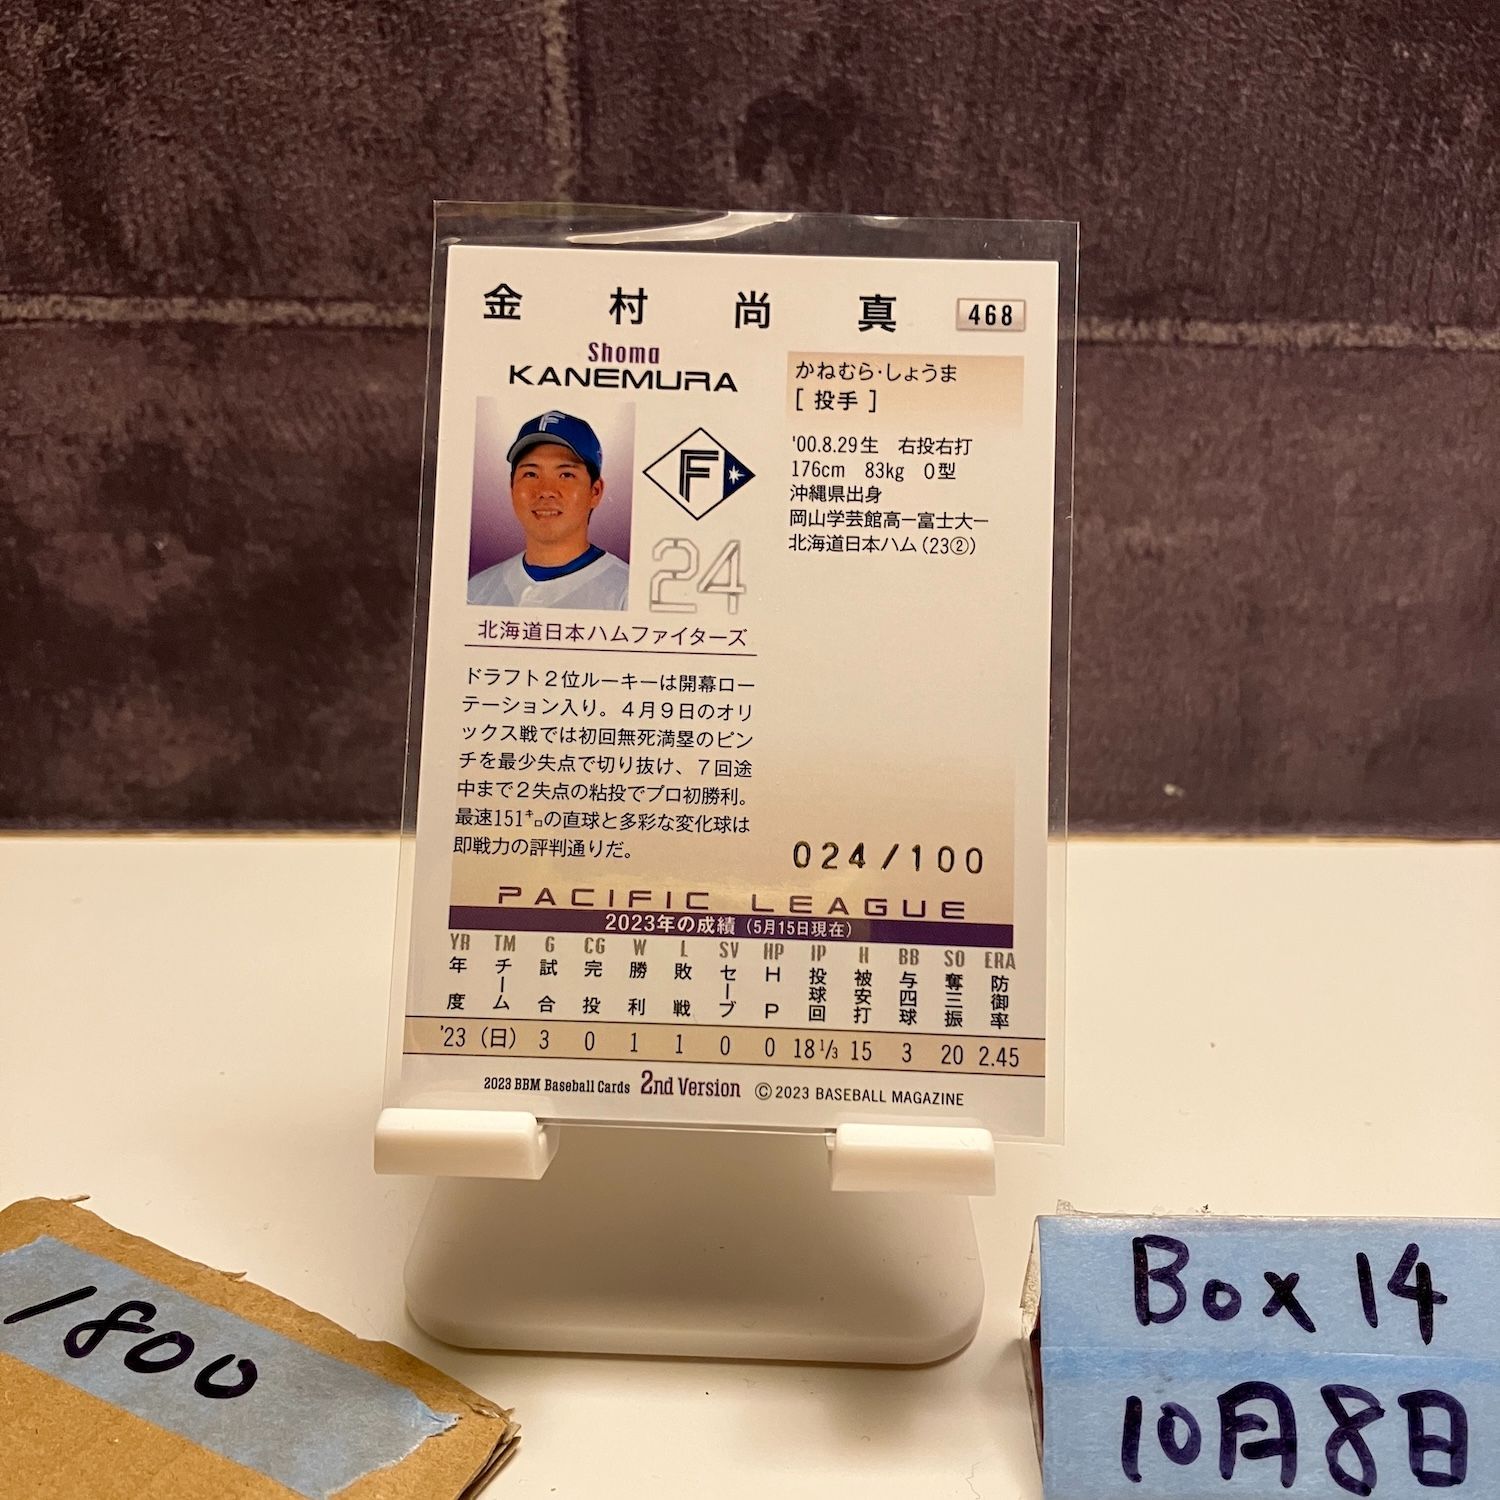 金村尚真
468
Shoma
KANEMURA
かねむら・しょうま
[ 投手 ]
'00.8.29生 右投右打
176cm 83kg O型
沖縄県出身
岡山学芸館高ー富士大ー
北海道日本ハム(23②)
F
F
24
北海道日本ハムファイターズ
ドラフト2位ルーキーは開幕ロー
テーション入り。4月9日のオリ
ックス戦では初回無死満塁のピン
チを最少失点で切り抜け、7回途
中まで2失点の粘投でプロ初勝利。
最速151㌔の直球と多彩な変化球は
即戦力の評判通りだ。
024/100
PACIFIC LEAGUE
2023年の成績(5月15日現在)
YR TM G CG W L SV HP IP H BB SO ERA
年度 チーム 試合 完投 勝利 敗戦 セーブ HP 投球回 被安打 与四球 奪三振 防御率
'23 (日) 3 0 1 1 0 0 18 1/3 15 3 20 2.45
2023 BBM Baseball Cards 2nd Version © 2023 BASEBALL MAGAZINE
1800
Box 14
10月8日